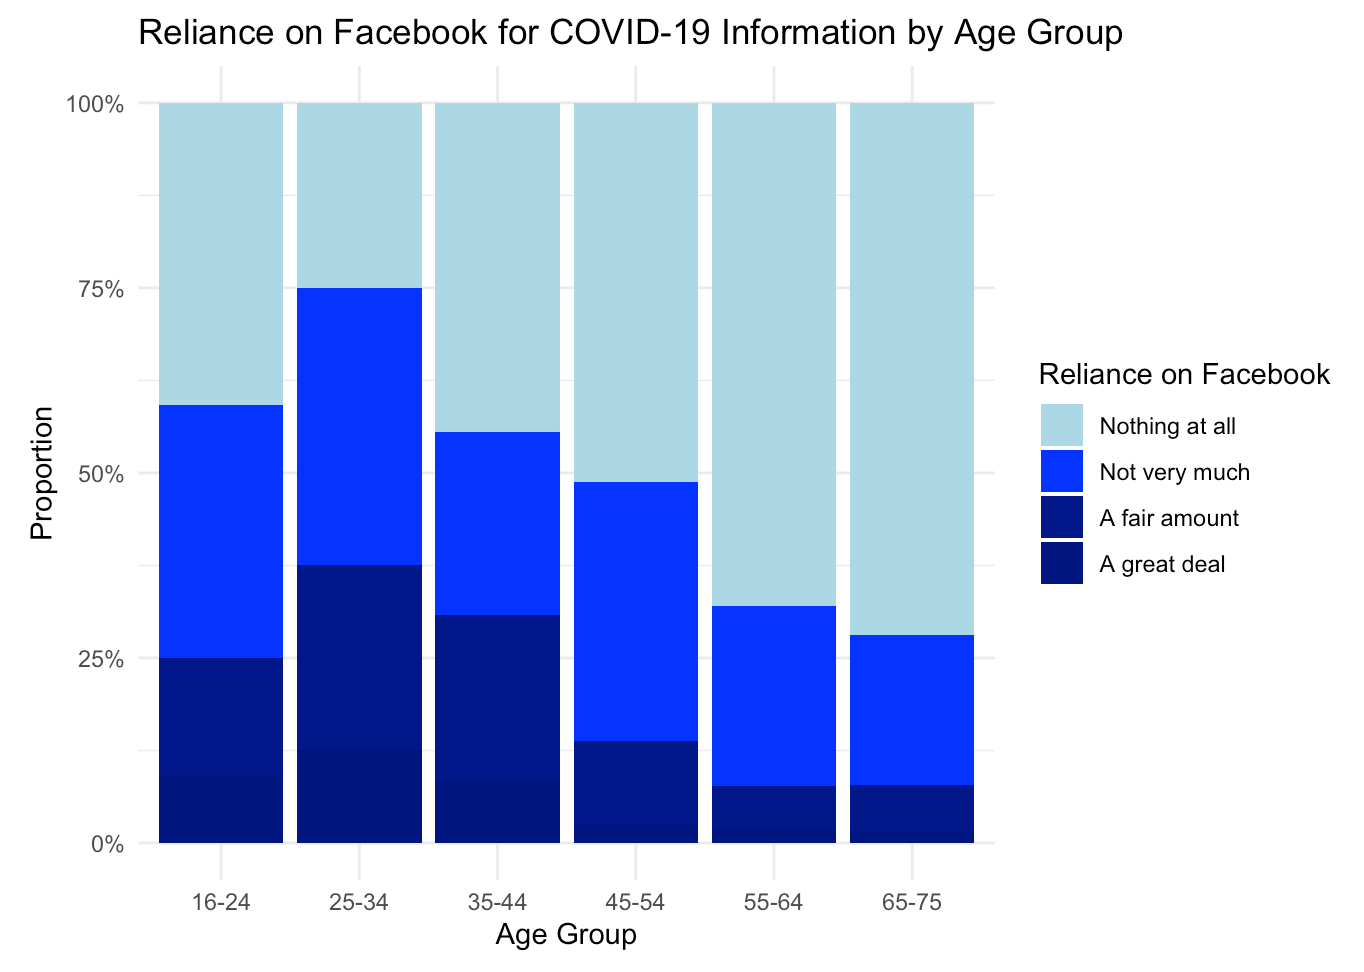 Reliance on Facebook for COVID-19 Information by Age Group
100%
75%
50%
25%
0%
Proportion
16-24 25-34 35-44 45-54 55-64 65-75
Age Group
Reliance on Facebook
Nothing at all
Not very much
A fair amount
A great deal